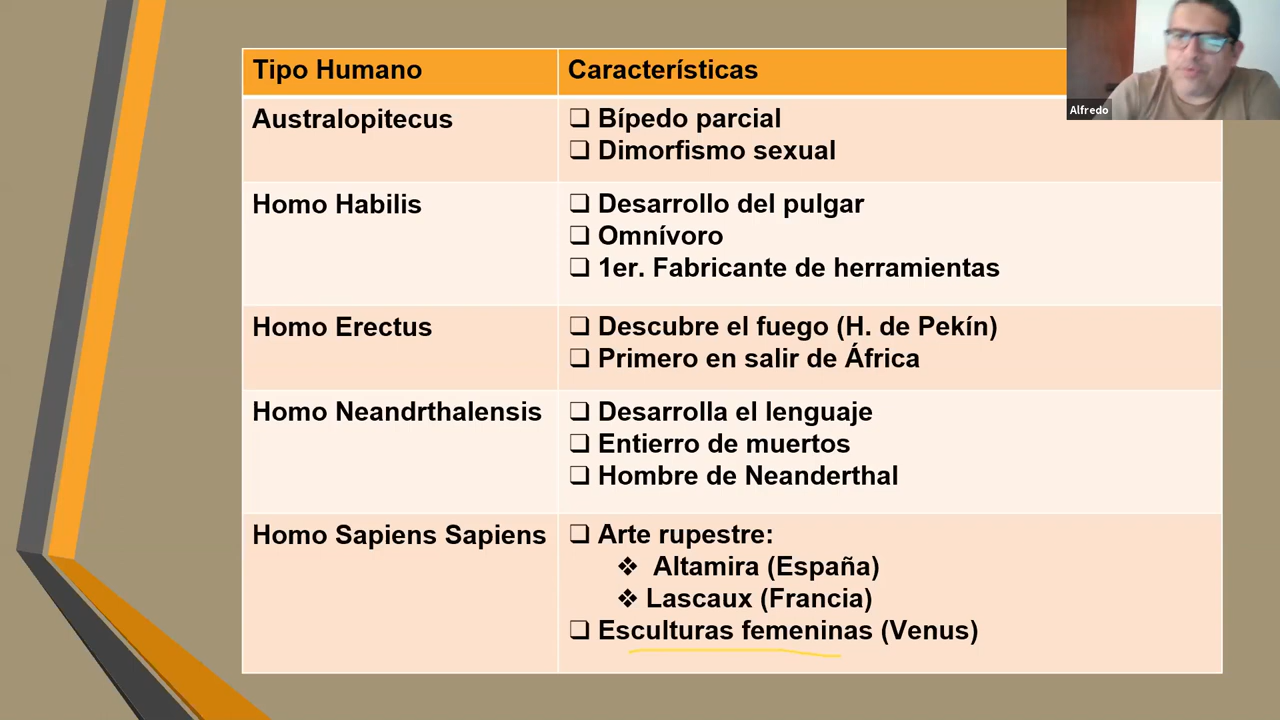 Tipo Humano
Características
Alfredo
Australopitecus
❑ Bípedo parcial
❑ Dimorfismo sexual
Homo Habilis
❑ Desarrollo del pulgar
❑ Omnívoro
❑ 1er. Fabricante de herramientas
Homo Erectus
❑ Descubre el fuego (H. de Pekín)
❑ Primero en salir de África
Homo Neandrthalensis
❑ Desarrolla el lenguaje
❑ Entierro de muertos
❑ Hombre de Neanderthal
Homo Sapiens Sapiens
❑ Arte rupestre:
❖ Altamira (España)
❖ Lascaux (Francia)
❑ Esculturas femeninas (Venus)